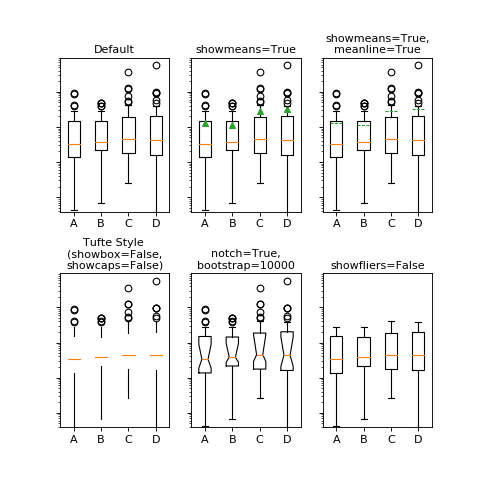 Default
showmeans=True
showmeans=True,
meanline=True
A B C D
A B C D
A B C D
Tufte Style
(showbox=False,
showcaps=False)
notch=True,
bootstrap=10000
showfliers=False
A B C D
A B C D
A B C D